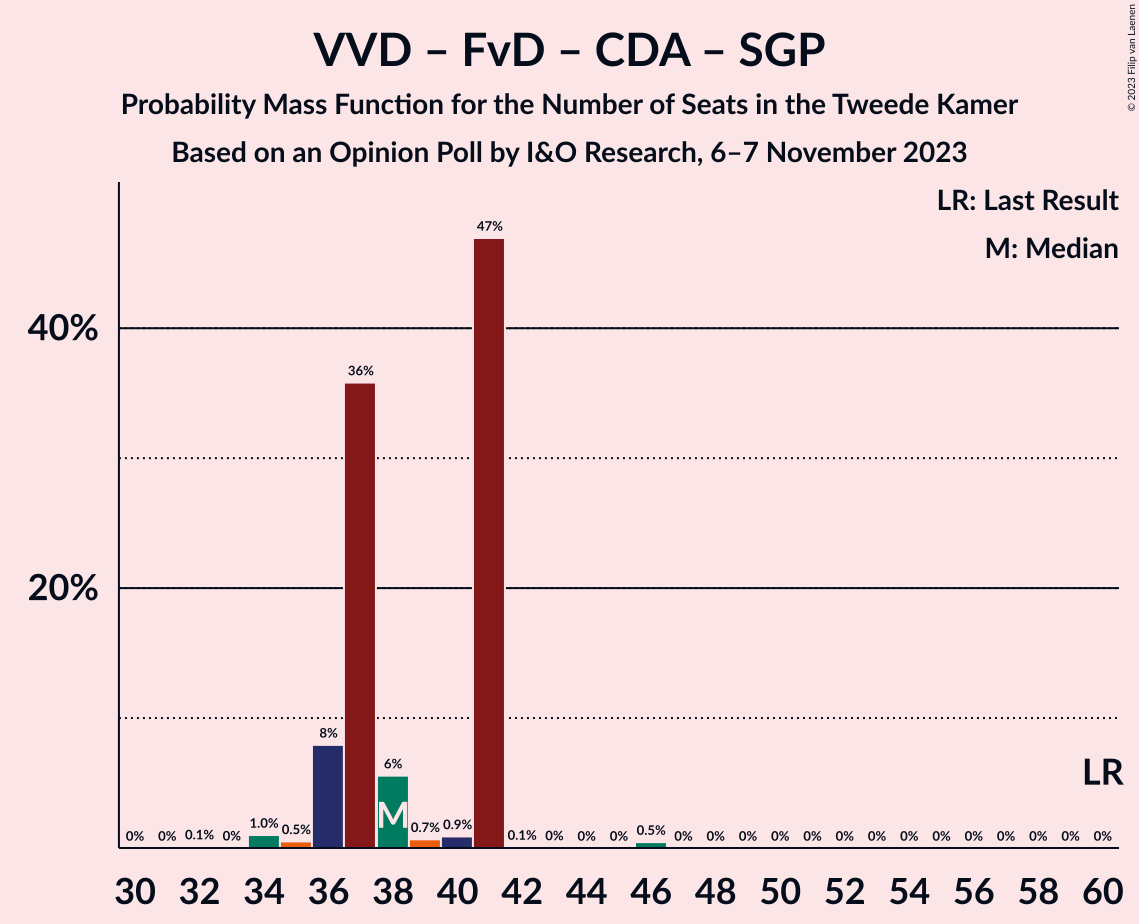 VVD – FvD – CDA – SGP
Probability Mass Function for the Number of Seats in the Tweede Kamer
Based on an Opinion Poll by I&O Research, 6–7 November 2023
© 2023 Filip van Laenen
LR: Last Result
M: Median
47%
40%
36%
20%
8%
6%
LR
M
0% 0% 0.1% 0% 1.0% 0.5% 0.7% 0.9% 0.1% 0% 0% 0% 0.5% 0% 0% 0% 0% 0% 0% 0% 0% 0% 0% 0% 0% 0% 0%
30 32 34 36 38 40 42 44 46 48 50 52 54 56 58 60